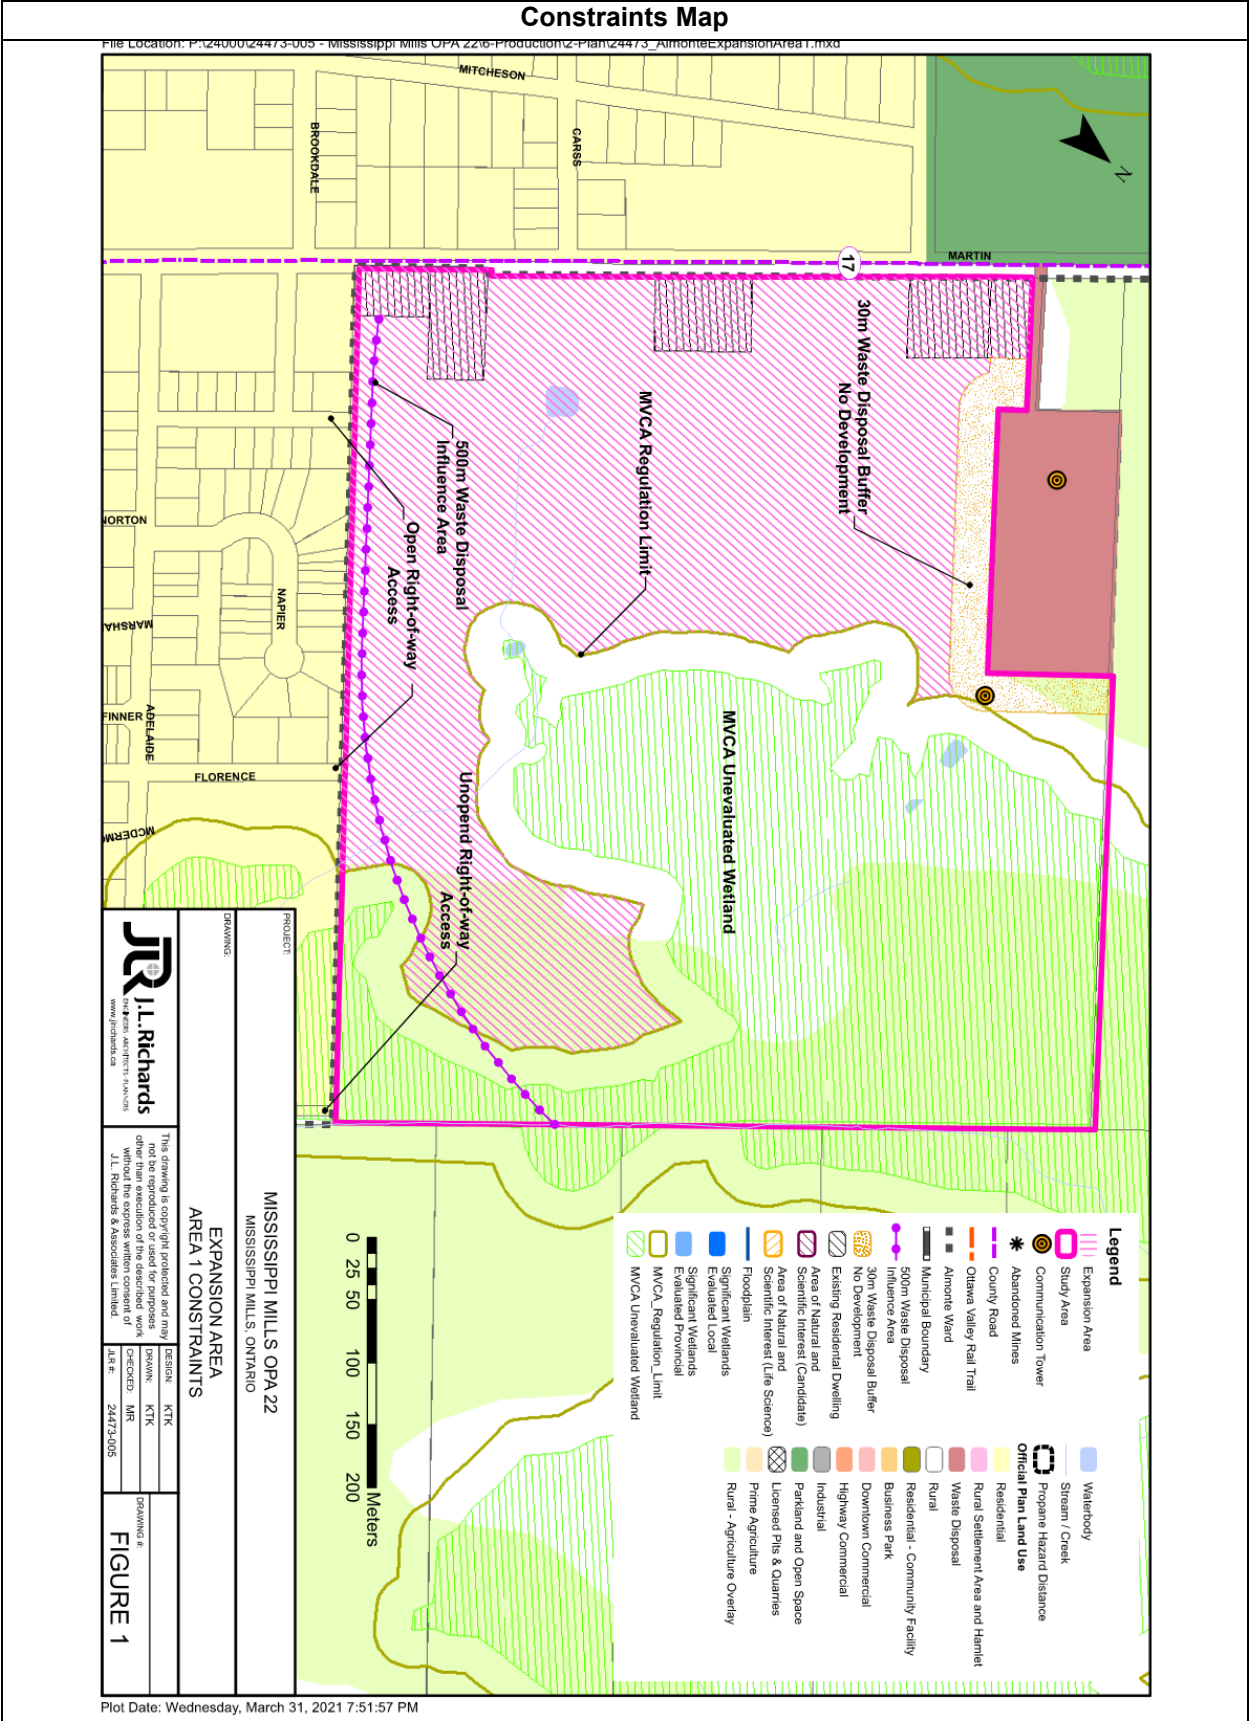 Constraints Map
File Location: P:\24000\24473-005 - Mississippi Mills OPA 22\6-Production\2-Plan\24473_AlmonteExpansionArea1.mxd
MITCHESON
BROOKDALE
CARSS
N
MARTIN
17
30m Waste Disposal Buffer
No Development
MVCA Regulation Limit
500m Waste Disposal
Influence Area
Open Right-of-way
Access
NORTON
NAPIER
MARSHA
FINNER
ADELAIDE
FLORENCE
MCDERM
MVCA Unevaluated Wetland
Unopend Right-of-way
Access
Legend
Expansion Area
Study Area
Communication Tower
Abandoned Mines
County Road
Ottawa Valley Rail Trail
Almonte Ward
Municipal Boundary
500m Waste Disposal
Influence Area
30m Waste Disposal Buffer
No Development
Existing Residential Dwelling
Area of Natural and
Scientific Interest (Candidate)
Area of Natural and
Scientific Interest (Life Science)
Floodplain
Significant Wetlands
Evaluated Local
Significant Wetlands
Evaluated Provincial
MVCA_Regulation_Limit
MVCA Unevaluated Wetland
Waterbody
Stream / Creek
Propane Hazard Distance
Official Plan Land Use
Residential
Rural Settlement Area and Hamlet
Waste Disposal
Rural
Residential - Community Facility
Business Park
Downtown Commercial
Highway Commercial
Industrial
Parkland and Open Space
Licensed Pits & Quarries
Prime Agriculture
Rural - Agriculture Overlay
0 25 50 100 150 200
Meters
PROJECT:
MISSISSIPPI MILLS OPA 22
MISSISSIPPI MILLS, ONTARIO
DRAWING:
EXPANSION AREA
AREA 1 CONSTRAINTS
JLR
J.L.Richards
ENGINEERS·ARCHITECTS·PLANNERS
www.jlrichards.ca
This drawing is copyright protected and may
not be reproduced or used for purposes
other than execution of the described work
without the express written consent of
J.L. Richards & Associates Limited.
DESIGN: KTK
DRAWN: KTK
CHECKED: MR
JLR #: 24473-005
DRAWING #:
FIGURE 1
Plot Date: Wednesday, March 31, 2021 7:51:57 PM